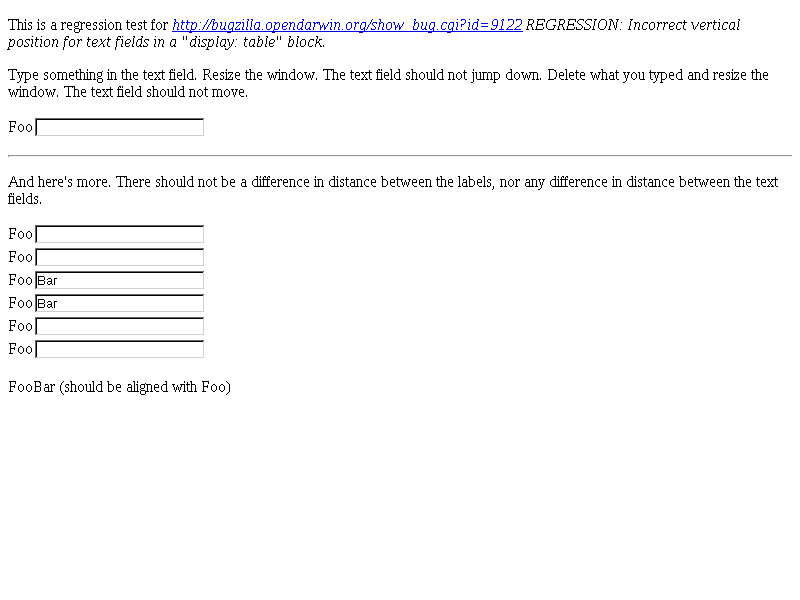 This is a regression test for http://bugzilla.opendarwin.org/show_bug.cgi?id=9122 REGRESSION: Incorrect vertical
position for text fields in a "display: table" block.
Type something in the text field. Resize the window. The text field should not jump down. Delete what you typed and resize the
window. The text field should not move.
Foo
And here's more. There should not be a difference in distance between the labels, nor any difference in distance between the text
fields.
Foo
Foo
Foo Bar
Foo Bar
Foo
Foo
FooBar (should be aligned with Foo)